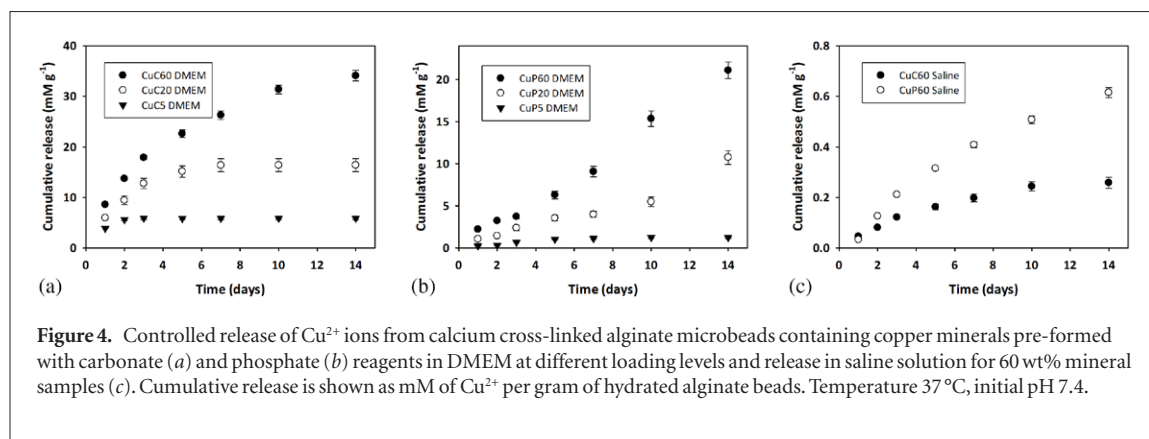 40
30
20
10
0
Cumulative release (mM g⁻¹)
CuC60 DMEM
CuC20 DMEM
CuC5 DMEM
0 2 4 6 8 10 12 14
Time (days)
(a)
20
15
10
5
0
Cumulative release (mM g⁻¹)
CuP60 DMEM
CuP20 DMEM
CuP5 DMEM
0 2 4 6 8 10 12 14
Time (days)
(b)
0.8
0.6
0.4
0.2
0.0
Cumulative release (mM g⁻¹)
CuC60 Saline
CuP60 Saline
0 2 4 6 8 10 12 14
Time (days)
(c)
Figure 4. Controlled release of Cu²⁺ ions from calcium cross-linked alginate microbeads containing copper minerals pre-formed
with carbonate (a) and phosphate (b) reagents in DMEM at different loading levels and release in saline solution for 60 wt% mineral
samples (c). Cumulative release is shown as mM of Cu²⁺ per gram of hydrated alginate beads. Temperature 37 °C, initial pH 7.4.